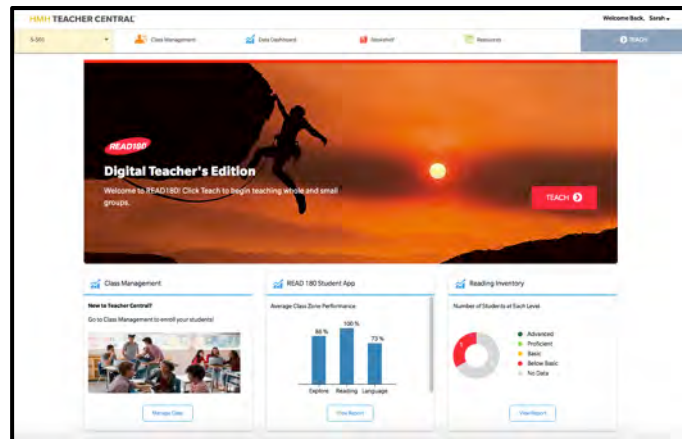 HMH TEACHER CENTRAL
Welcome Back, Sarah
Class Management
Data Dashboard
Bookshelf
Resources
TEACH
READ180
Digital Teacher's Edition
Welcome to READ180! Click Teach to begin teaching whole and small
groups.
TEACH
Class Management
New to Teacher Central?
Go to Class Management to enroll your students!
Manage Class
READ 180 Student App
Average Class Zone Performance
100 %
73 %
Explore Reading Language
View Report
Reading Inventory
Number of Students at Each Level
Advanced
Proficient
Basic
Below Basic
No Data
View Report